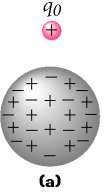 q0
+
− 
− + − + −
− + + −
+ − + − + − +
− + − + −
− + − + −
−
(a)